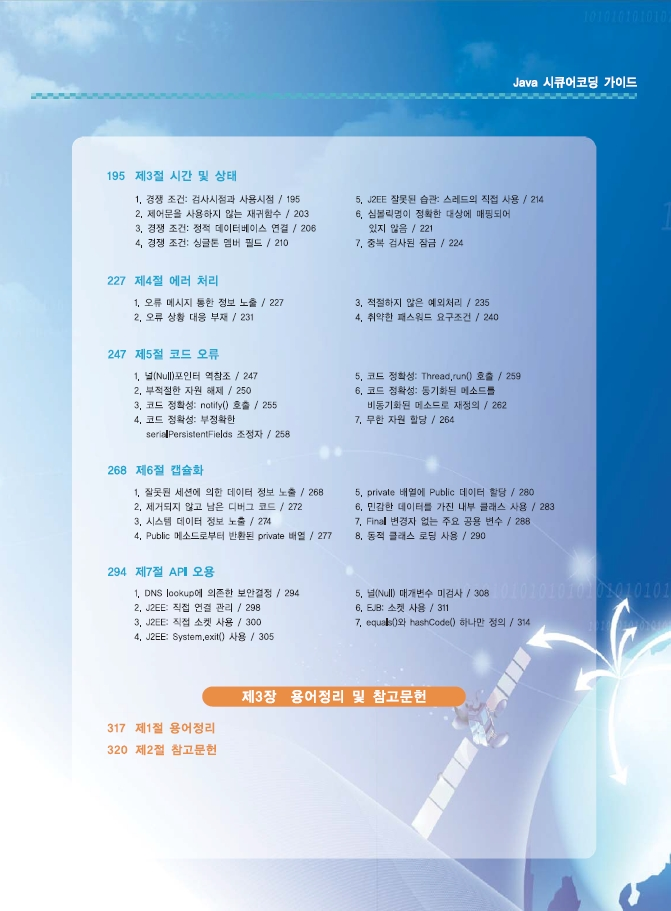 Java 시큐어코딩 가이드
195 제3절 시간 및 상태
1. 경쟁 조건: 검사시점과 사용시점 / 195
2. 제어문을 사용하지 않는 재귀함수 / 203
3. 경쟁 조건: 정적 데이터베이스 연결 / 206
4. 경쟁 조건: 싱글톤 멤버 필드 / 210
5. J2EE 잘못된 습관: 스레드의 직접 사용 / 214
6. 심볼릭명이 정확한 대상에 매핑되어
있지 않음 / 221
7. 중복 검사된 잠금 / 224
227 제4절 에러 처리
1. 오류 메시지 통한 정보 노출 / 227
2. 오류 상황 대응 부재 / 231
3. 적절하지 않은 예외처리 / 235
4. 취약한 패스워드 요구조건 / 240
247 제5절 코드 오류
1. 널(Null)포인터 역참조 / 247
2. 부적절한 자원 해제 / 250
3. 코드 정확성: notify() 호출 / 255
4. 코드 정확성: 부정확한
serialPersistentFields 조정자 / 258
5. 코드 정확성: Thread.run() 호출 / 259
6. 코드 정확성: 동기화된 메소드를
비동기화된 메소드로 재정의 / 262
7. 무한 자원 할당 / 264
268 제6절 캡슐화
1. 잘못된 세션에 의한 데이터 정보 노출 / 268
2. 제거되지 않고 남은 디버그 코드 / 272
3. 시스템 데이터 정보 노출 / 274
4. Public 메소드로부터 반환된 private 배열 / 277
5. private 배열에 Public 데이터 할당 / 280
6. 민감한 데이터를 가진 내부 클래스 사용 / 283
7. Final 변경자 없는 주요 공용 변수 / 288
8. 동적 클래스 로딩 사용 / 290
294 제7절 API 오용
1. DNS lookup에 의존한 보안결정 / 294
2. J2EE: 직접 연결 관리 / 298
3. J2EE: 직접 소켓 사용 / 300
4. J2EE: System.exit() 사용 / 305
5. 널(Null) 매개변수 미검사 / 308
6. EJB: 소켓 사용 / 311
7. equals()와 hashCode() 하나만 정의 / 314
제3장 용어정리 및 참고문헌
317 제1절 용어정리
320 제2절 참고문헌